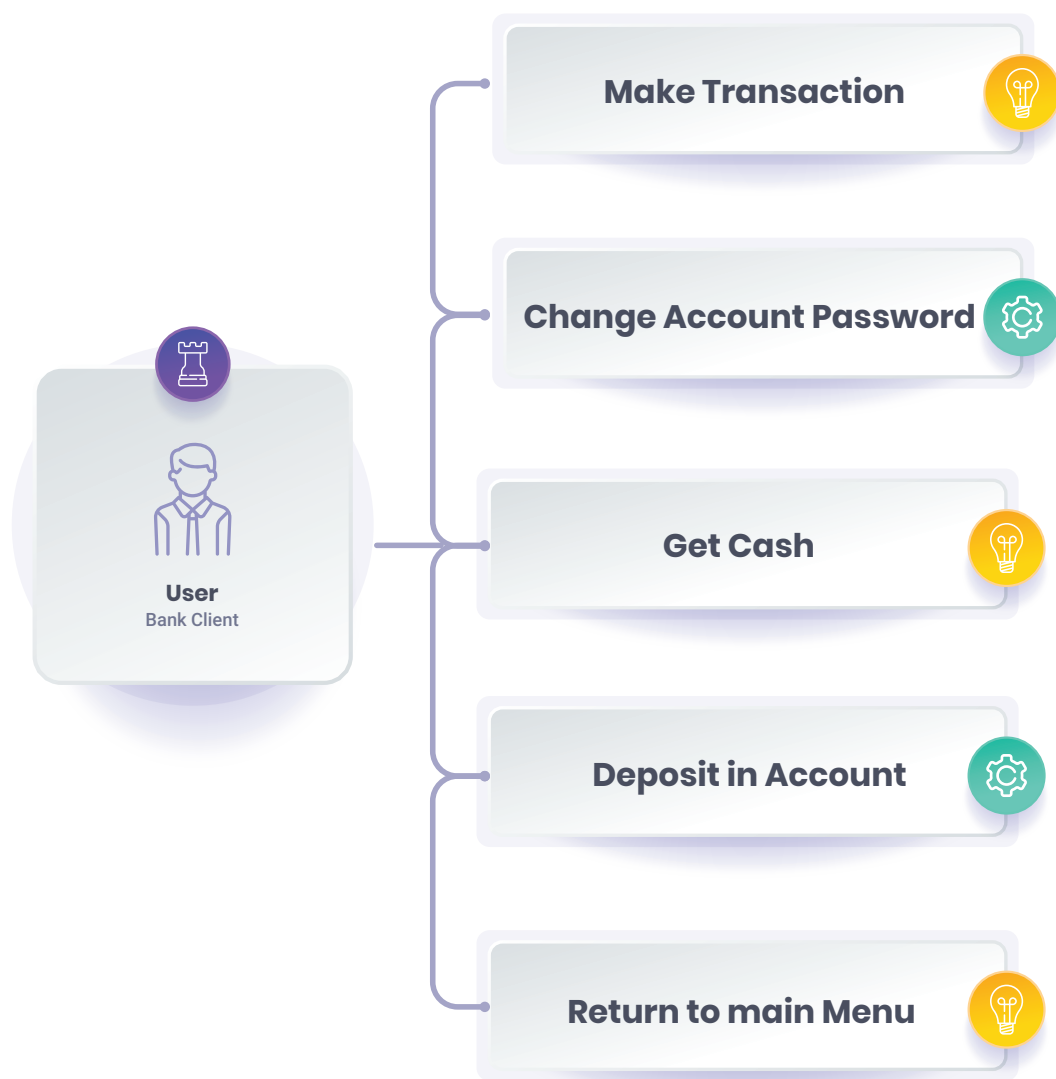 Make Transaction
Change Account Password
User
Bank Client
Get Cash
Deposit in Account
Return to main Menu